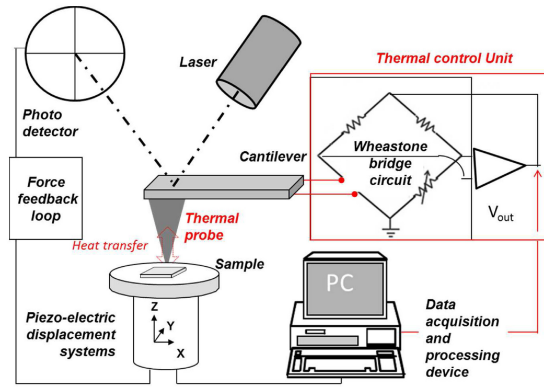 Photo
detector
Laser
Thermal control Unit
Cantilever
Wheastone
bridge
circuit
V_out
Force
feedback
loop
Heat transfer
Thermal
probe
Sample
Piezo-electric
displacement
systems
Z
Y
X
PC
Data
acquisition
and
processing
device